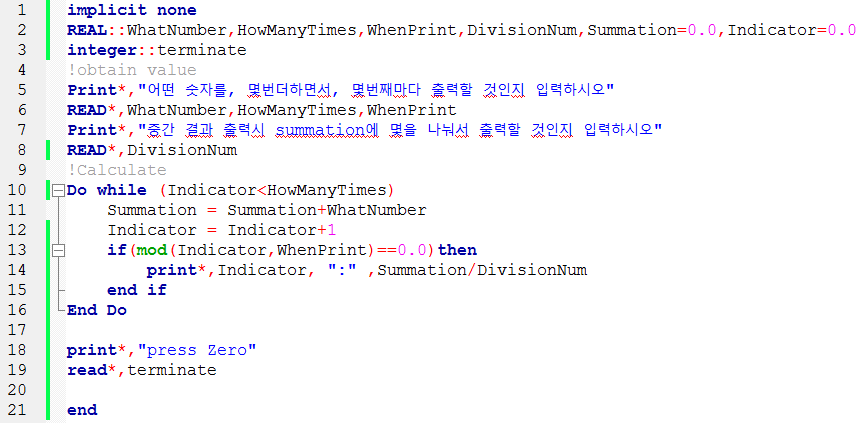 1 implicit none
2 REAL::WhatNumber,HowManyTimes,WhenPrint,DivisionNum,Summation=0.0,Indicator=0.0
3 integer::terminate
4 !obtain value
5 Print*,"어떤 숫자를, 몇번더하면서, 몇번째마다 출력할 것인지 입력하시오"
6 READ*,WhatNumber,HowManyTimes,WhenPrint
7 Print*,"중간 결과 출력시 summation에 몇을 나눠서 출력할 것인지 입력하시오"
8 READ*,DivisionNum
9 !Calculate
10 Do while (Indicator<HowManyTimes)
11 Summation = Summation+WhatNumber
12 Indicator = Indicator+1
13 if(mod(Indicator,WhenPrint)==0.0)then
14 print*,Indicator, ":" ,Summation/DivisionNum
15 end if
16 End Do
17
18 print*,"press Zero"
19 read*,terminate
20
21 end